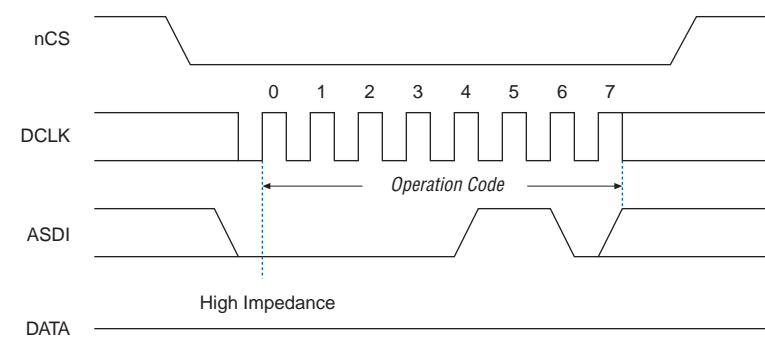 nCS
0 1 2 3 4 5 6 7
DCLK
Operation Code
ASDI
High Impedance
DATA